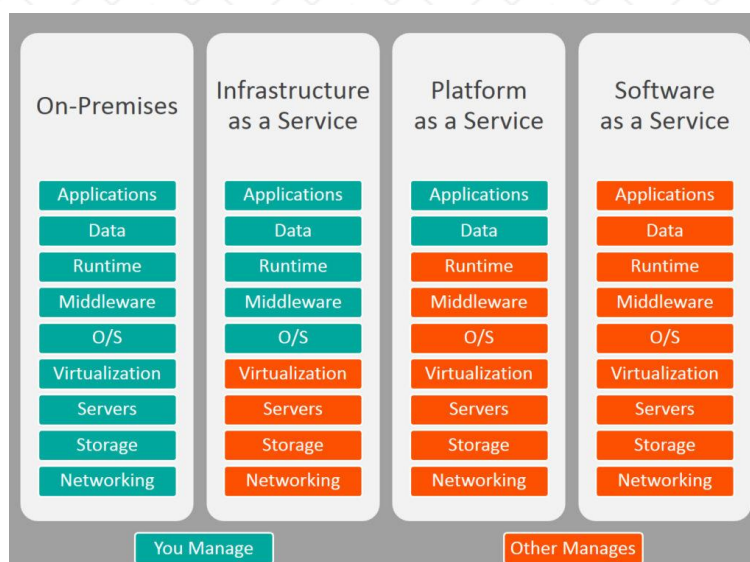 On-Premises
Applications
Data
Runtime
Middleware
O/S
Virtualization
Servers
Storage
Networking
Infrastructure
as a Service
Applications
Data
Runtime
Middleware
O/S
Virtualization
Servers
Storage
Networking
Platform
as a Service
Applications
Data
Runtime
Middleware
O/S
Virtualization
Servers
Storage
Networking
Software
as a Service
Applications
Data
Runtime
Middleware
O/S
Virtualization
Servers
Storage
Networking
You Manage
Other Manages